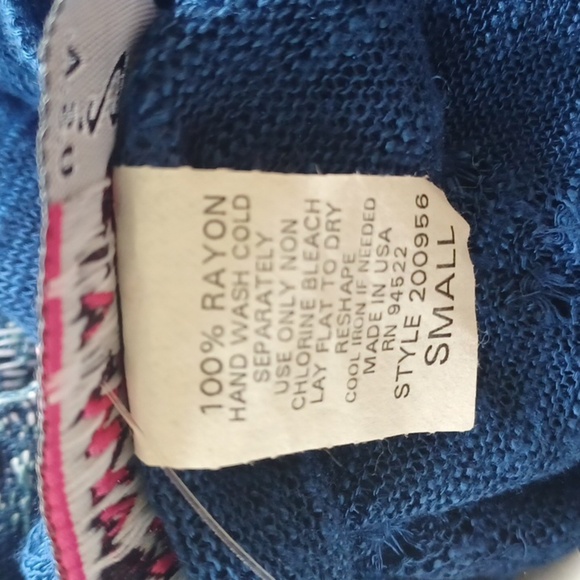 100% RAYON
HAND WASH COLD
SEPARATELY
USE ONLY NON
CHLORINE BLEACH
LAY FLAT TO DRY
RESHAPE
COOL IRON IF NEEDED
MADE IN USA
RN 94522
STYLE 200956
SMALL